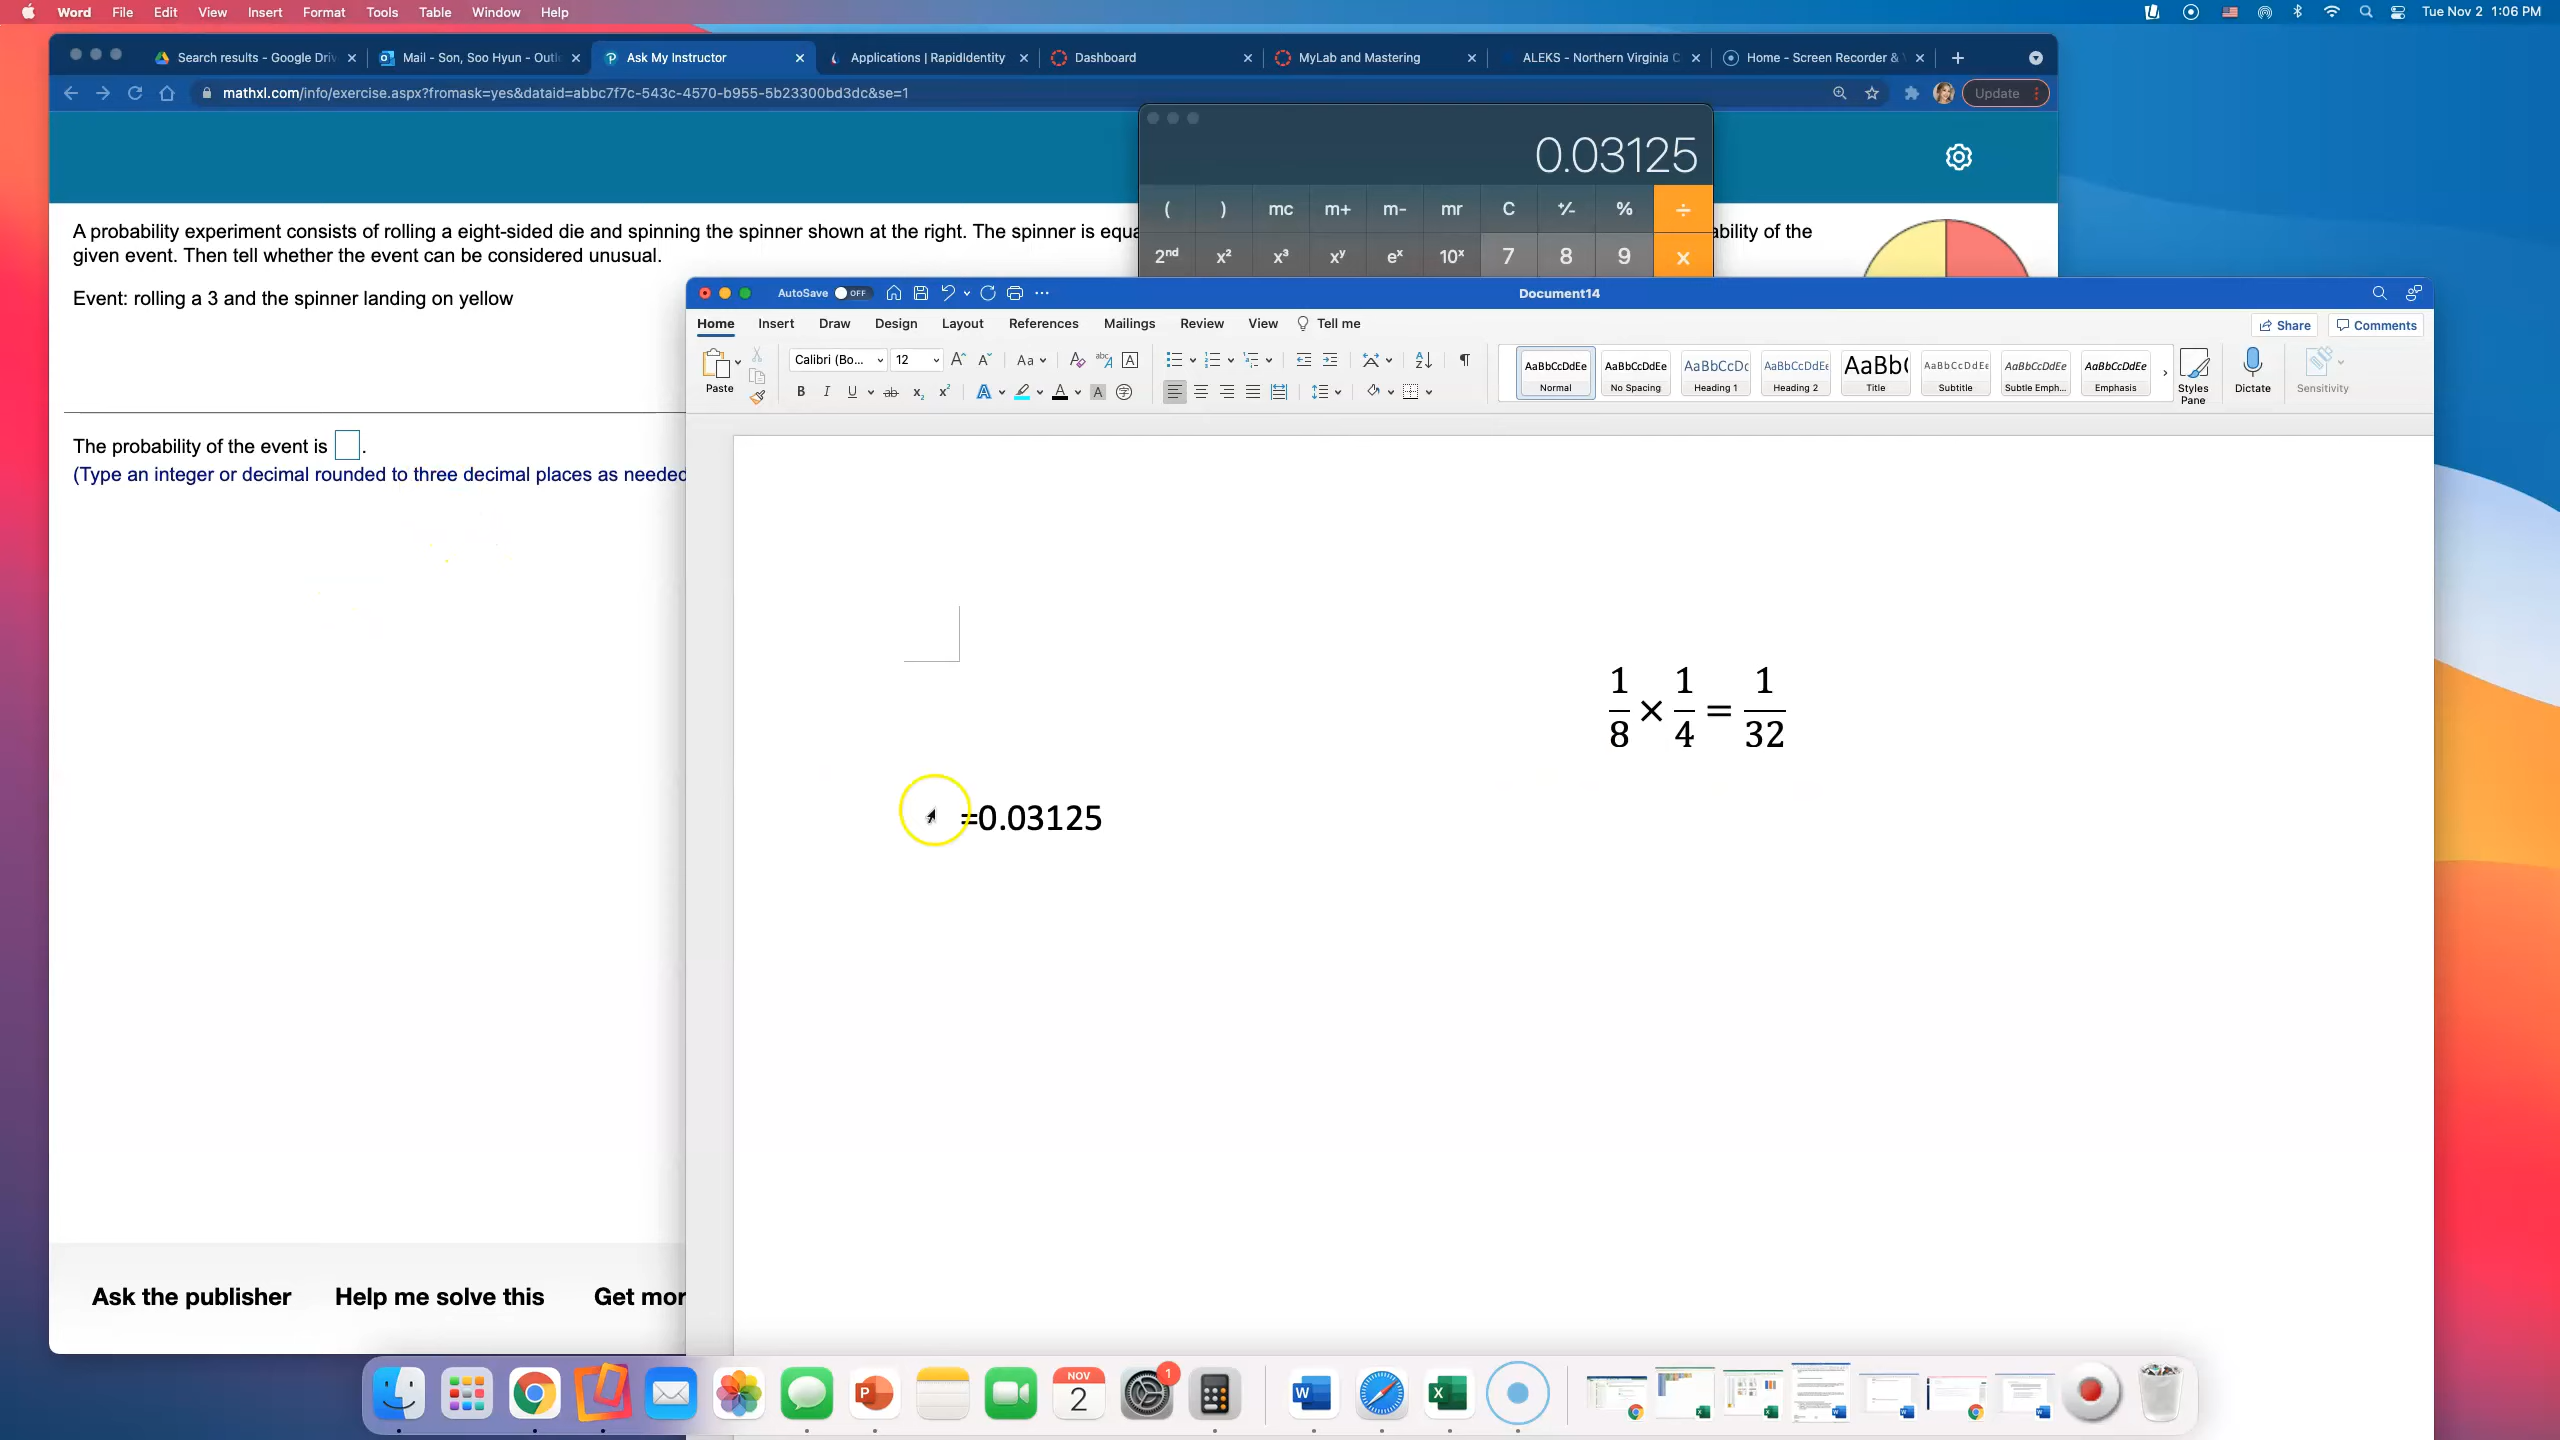 Word File Edit View Insert Format Tools Table Window Help Tue Nov 2 1:06 PM
Search results - Google Driv Mail - Son, Soo Hyun - Outl Ask My Instructor Applications | RapidIdentity Dashboard MyLab and Mastering ALEKS - Northern Virginia C Home - Screen Recorder &
mathxl.com/info/exercise.aspx?fromask=yes&dataid=abbc7f7c-543c-4570-b955-5b23300bd3dc&se=1 Update
0.03125
( ) mc m+ m- mr C +/- % ÷
2nd x² x³ xʸ eˣ 10ˣ 7 8 9 x
A probability experiment consists of rolling a eight-sided die and spinning the spinner shown at the right. The spinner is equa bability of the
given event. Then tell whether the event can be considered unusual.
Event: rolling a 3 and the spinner landing on yellow
The probability of the event is .
(Type an integer or decimal rounded to three decimal places as needed
Ask the publisher Help me solve this Get mor
AutoSave OFF Document14
Home Insert Draw Design Layout References Mailings Review View Tell me Share Comments
Paste Calibri (Bo... 12 Aa
AaBbCcDdEe AaBbCcDdEe AaBbCcDc AaBbCcDdEe AaBb( AaBbCcDdEe AaBbCcDdEe AaBbCcDdEe
Normal No Spacing Heading 1 Heading 2 Title Subtitle Subtle Emph... Emphasis Styles Pane Dictate Sensitivity
1/8 × 1/4 = 1/32
=0.03125
NOV
2
1